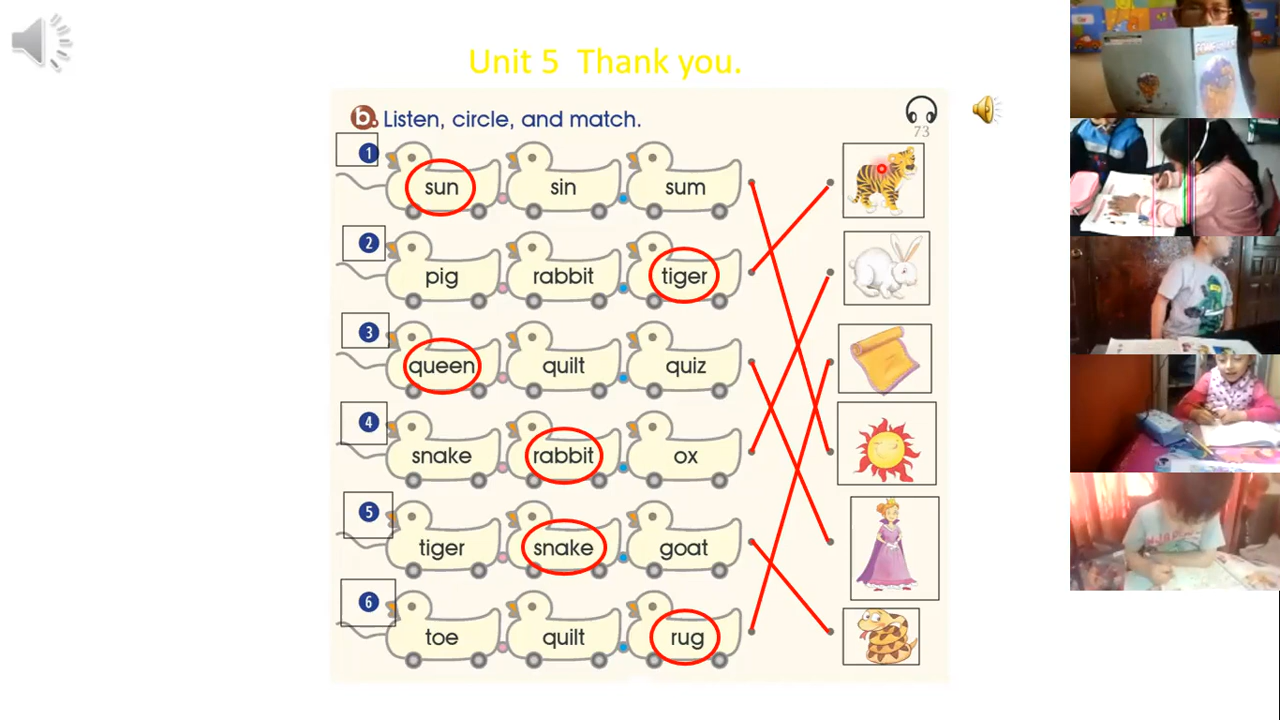 Unit 5 Thank you.
b. Listen, circle, and match.
73
1 sun sin sum
2 pig rabbit tiger
3 queen quilt quiz
4 snake rabbit ox
5 tiger snake goat
6 toe quilt rug